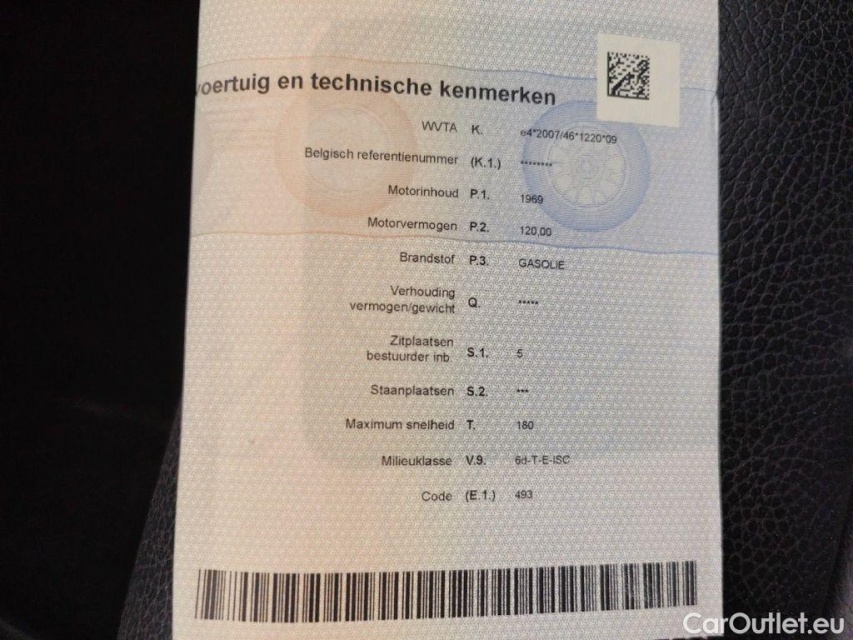 voertuig en technische kenmerken
WVTA K. e4*2007/46*1220*09
Belgisch referentienummer (K.1.) ********
Motorinhoud P.1. 1969
Motorvermogen P.2. 120,00
Brandstof P.3. GASOLIE
Verhouding
vermogen/gewicht Q. *****
Zitplaatsen
bestuurder inb. S.1. 5
Staanplaatsen S.2. ***
Maximum snelheid T. 180
Milieuklasse V.9. 6d-T-E-ISC
Code (E.1.) 493
CarOutlet.eu